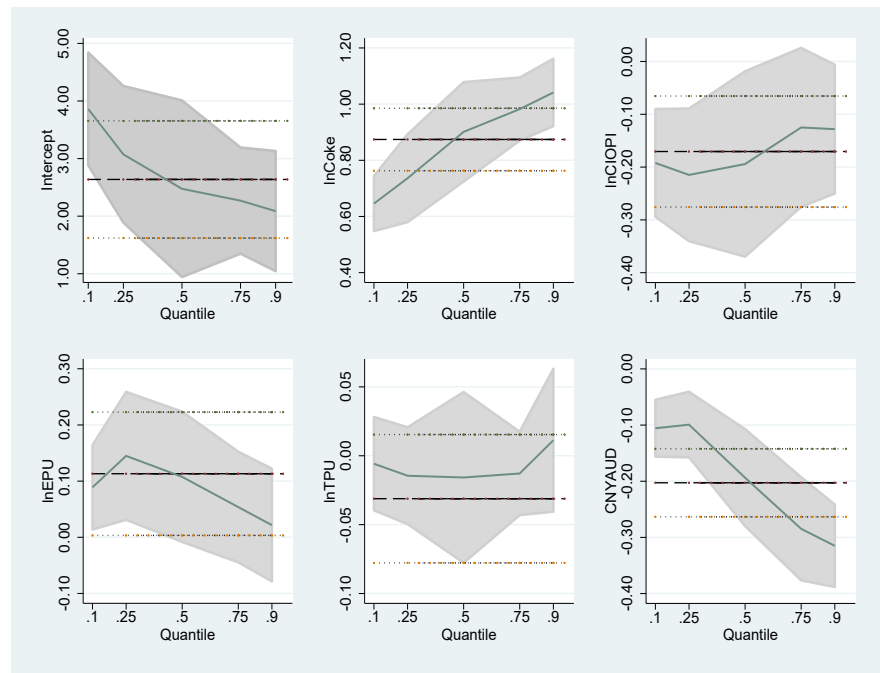 Intercept
5.00
4.00
3.00
2.00
1.00
.1 .25 .5 .75 .9
Quantile
lnCoke
1.20
1.00
0.80
0.60
0.40
.1 .25 .5 .75 .9
Quantile
lnCIOPI
0.00
-0.10
-0.20
-0.30
-0.40
.1 .25 .5 .75 .9
Quantile
lnEPU
0.30
0.20
0.10
0.00
-0.10
.1 .25 .5 .75 .9
Quantile
lnTPU
0.05
0.00
-0.05
-0.10
.1 .25 .5 .75 .9
Quantile
CNYAUD
0.00
-0.10
-0.20
-0.30
-0.40
.1 .25 .5 .75 .9
Quantile